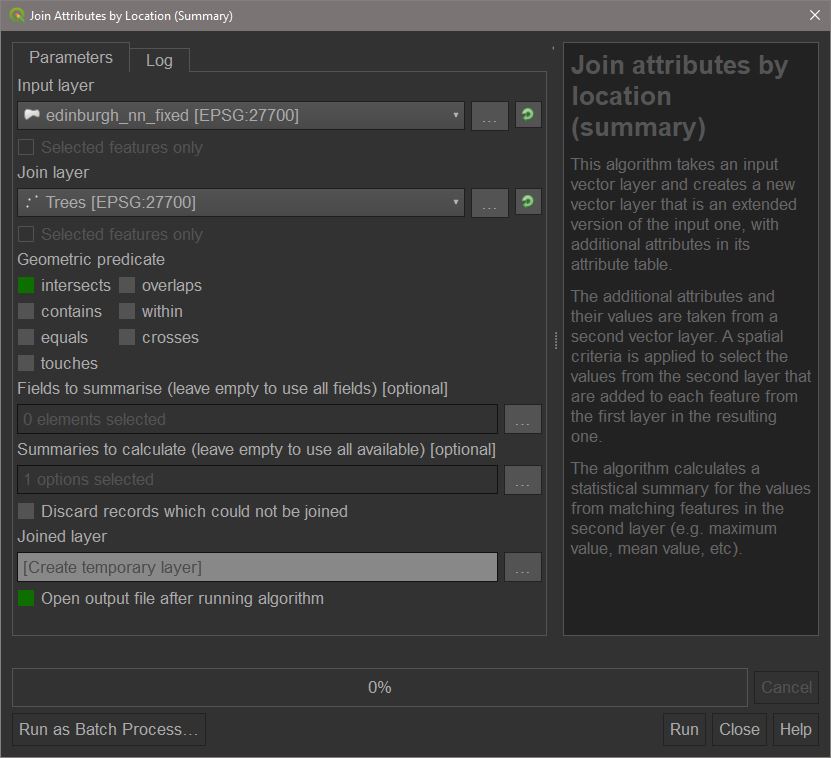 Join Attributes by Location (Summary)
Parameters
Log
Input layer
edinburgh_nn_fixed [EPSG:27700]
...
Selected features only
Join layer
Trees [EPSG:27700]
...
Selected features only
Geometric predicate
intersects
overlaps
contains
within
equals
crosses
touches
Fields to summarise (leave empty to use all fields) [optional]
0 elements selected
...
Summaries to calculate (leave empty to use all available) [optional]
1 options selected
...
Discard records which could not be joined
Joined layer
[Create temporary layer]
...
Open output file after running algorithm
Join attributes by
location
(summary)
This algorithm takes an input
vector layer and creates a new
vector layer that is an extended
version of the input one, with
additional attributes in its
attribute table.
The additional attributes and
their values are taken from a
second vector layer. A spatial
criteria is applied to select the
values from the second layer that
are added to each feature from
the first layer in the resulting
one.
The algorithm calculates a
statistical summary for the values
from matching features in the
second layer (e.g. maximum
value, mean value, etc).
0%
Cancel
Run as Batch Process…
Run
Close
Help